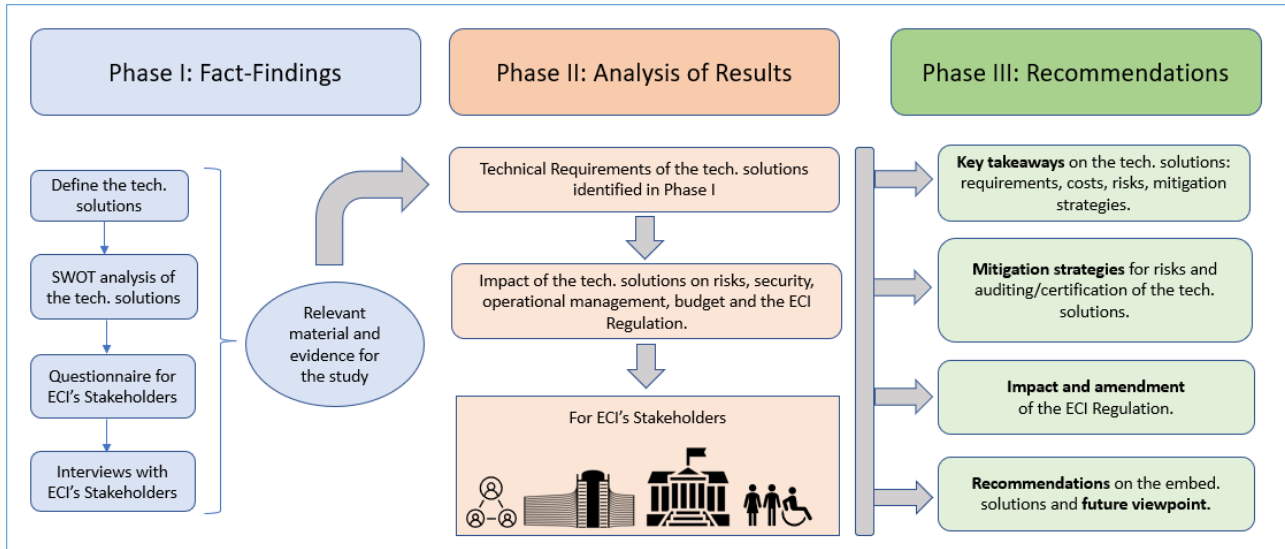 Phase I: Fact-Findings
Phase II: Analysis of Results
Phase III: Recommendations
Define the tech.
solutions
SWOT analysis of
the tech. solutions
Questionnaire for
ECI's Stakeholders
Interviews with
ECI's Stakeholders
Relevant
material and
evidence for
the study
Technical Requirements of the tech. solutions
identified in Phase I
Impact of the tech. solutions on risks, security,
operational management, budget and the ECI
Regulation.
For ECI's Stakeholders
Key takeaways on the tech. solutions:
requirements, costs, risks, mitigation
strategies.
Mitigation strategies for risks and
auditing/certification of the tech.
solutions.
Impact and amendment
of the ECI Regulation.
Recommendations on the embed.
solutions and future viewpoint.